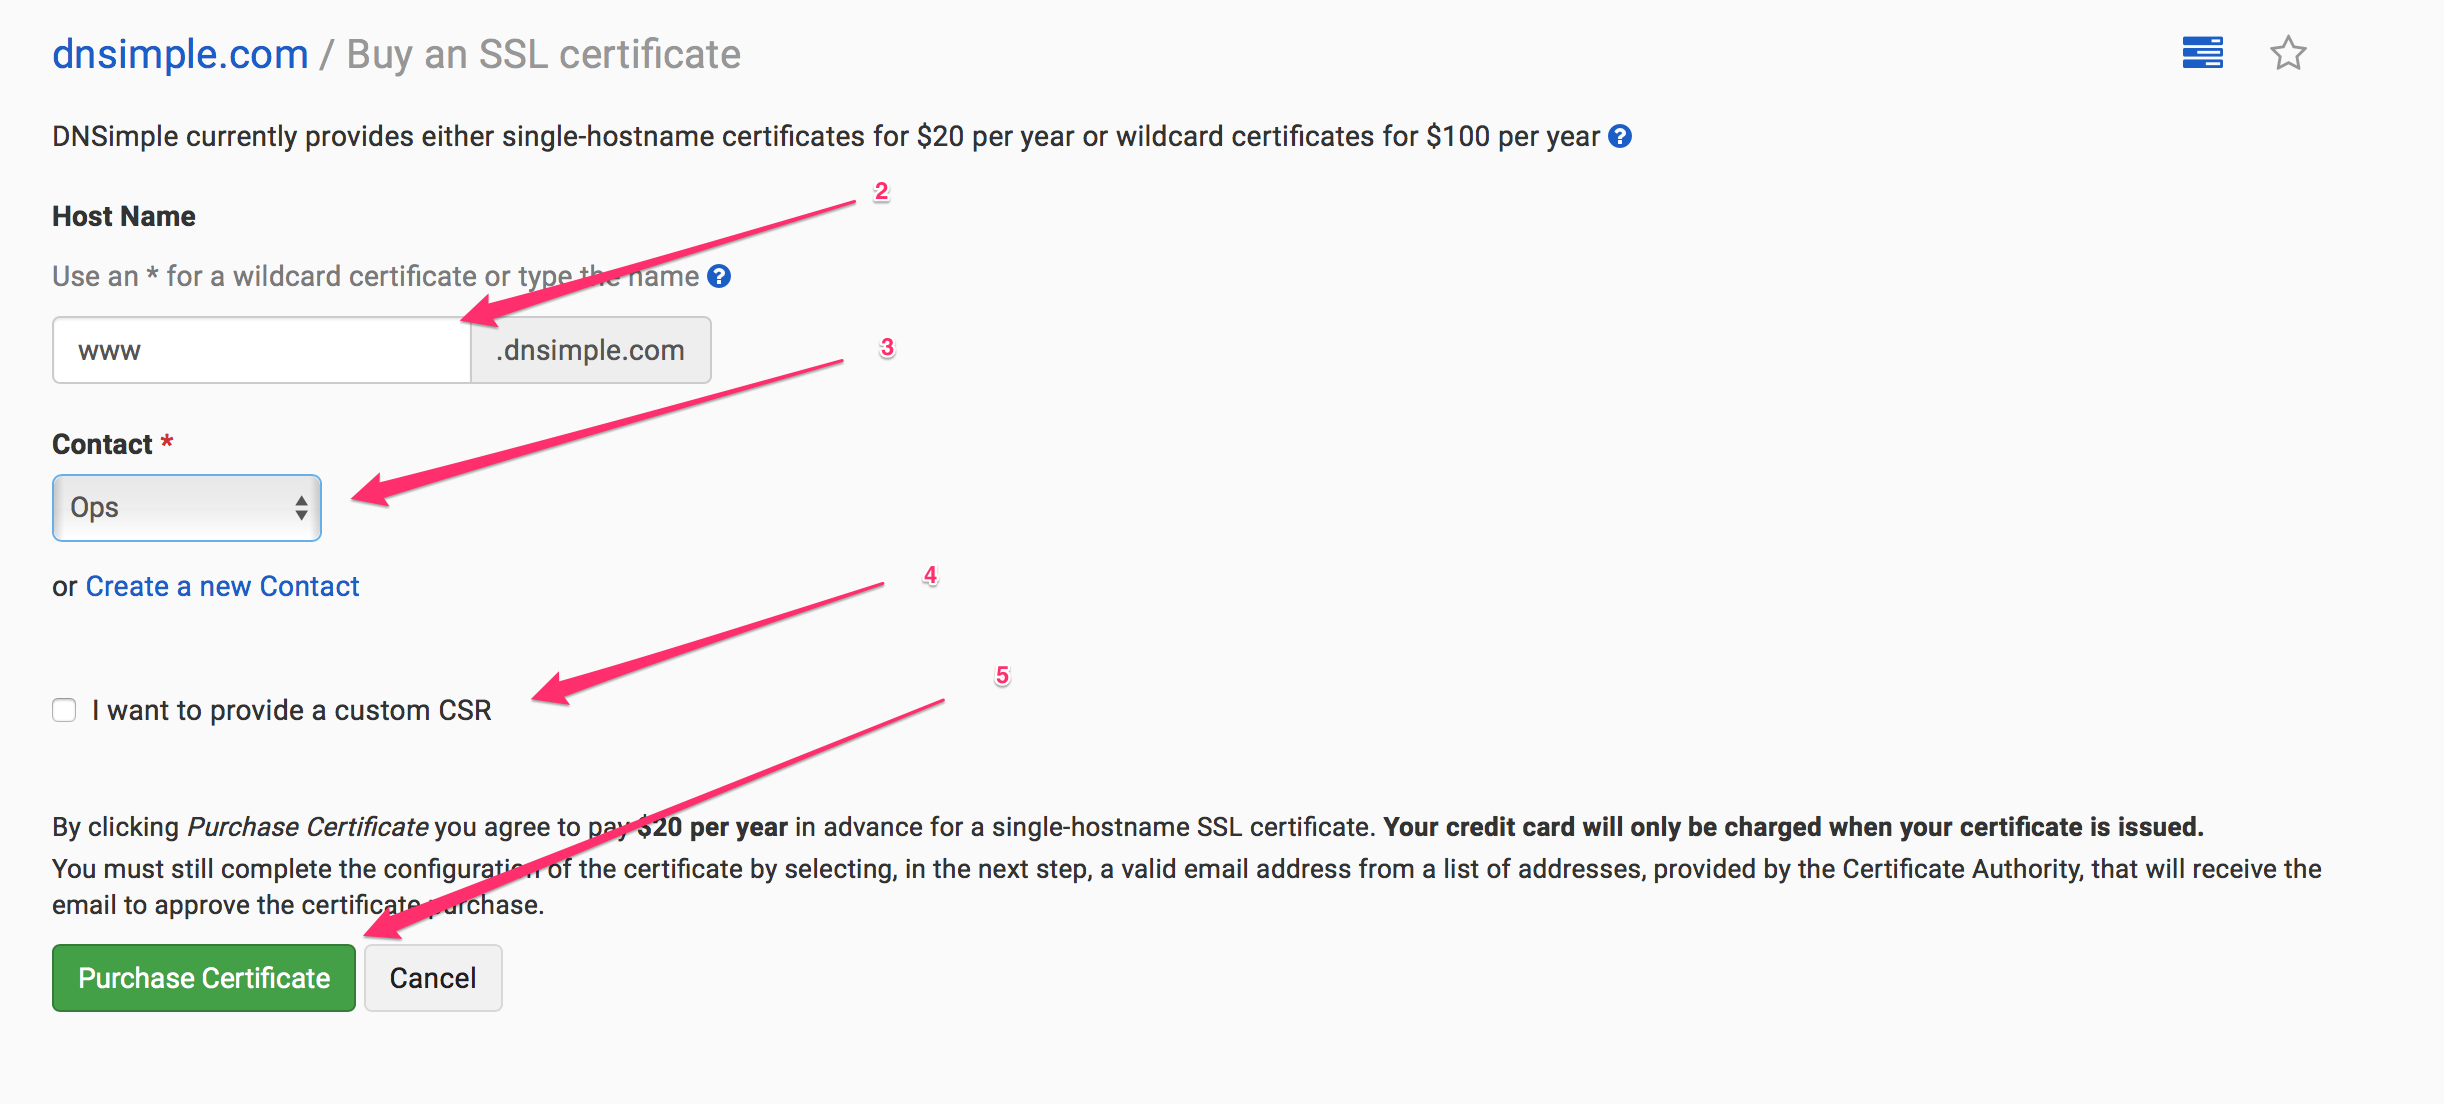 dnsimple.com / Buy an SSL certificate
DNSimple currently provides either single-hostname certificates for $20 per year or wildcard certificates for $100 per year ?
2
Host Name
Use an * for a wildcard certificate or type the name ?
www .dnsimple.com
3
Contact *
Ops
or Create a new Contact
4
I want to provide a custom CSR
5
By clicking Purchase Certificate you agree to pay $20 per year in advance for a single-hostname SSL certificate. Your credit card will only be charged when your certificate is issued.
You must still complete the configuration of the certificate by selecting, in the next step, a valid email address from a list of addresses, provided by the Certificate Authority, that will receive the
email to approve the certificate purchase.
Purchase Certificate Cancel